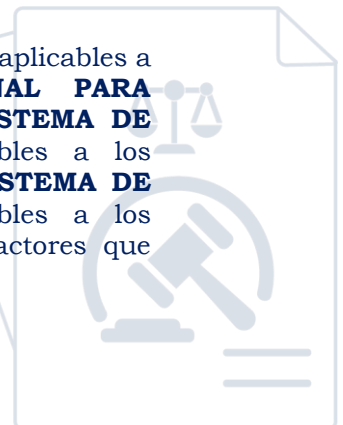 aplicables a
NAL PARA
STEMA DE
bles a los
STEMA DE
bles a los
actores que